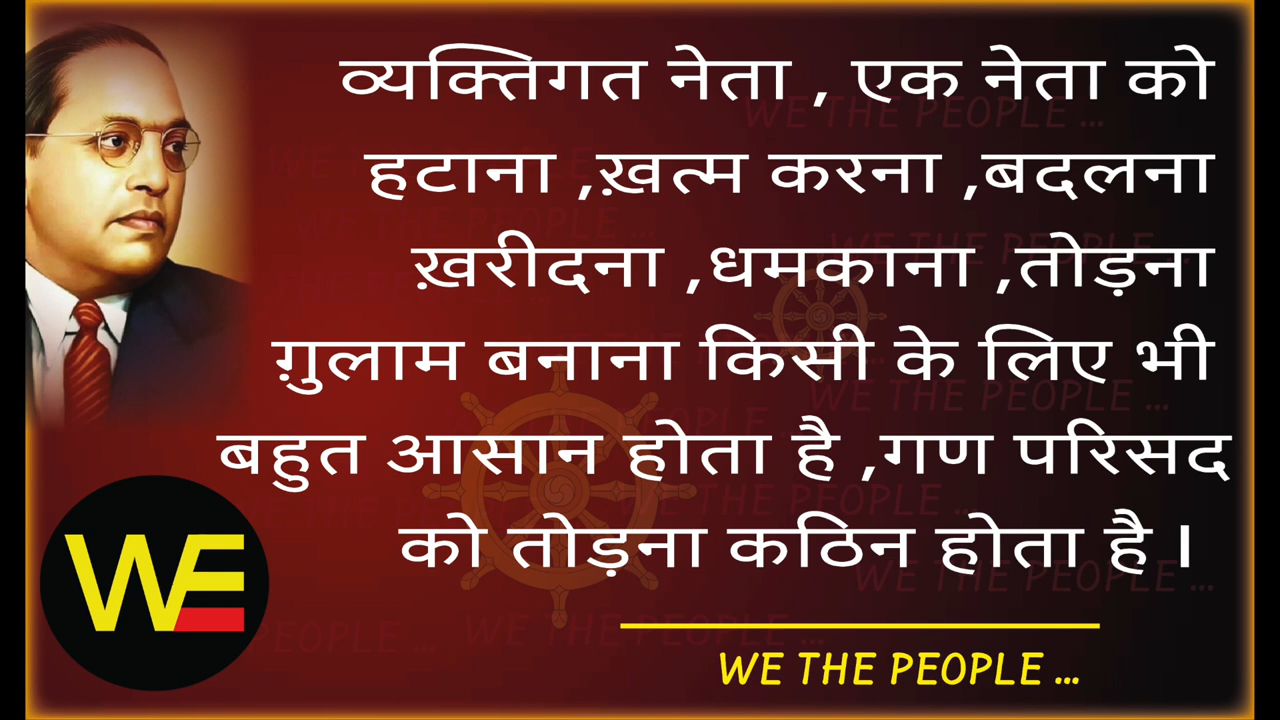 व्यक्तिगत नेता , एक नेता को
हटाना ,ख़त्म करना ,बदलना
ख़रीदना ,धमकाना ,तोड़ना
ग़ुलाम बनाना किसी के लिए भी
बहुत आसान होता है ,गण परिसद
को तोड़ना कठिन होता है ।
WE
WE THE PEOPLE ...